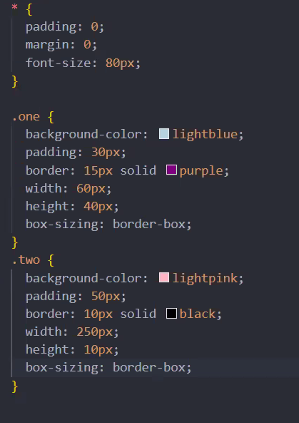 * {
padding: 0;
margin: 0;
font-size: 80px;
}
.one {
background-color: lightblue;
padding: 30px;
border: 15px solid purple;
width: 60px;
height: 40px;
box-sizing: border-box;
}
.two {
background-color: lightpink;
padding: 50px;
border: 10px solid black;
width: 250px;
height: 10px;
box-sizing: border-box;
}